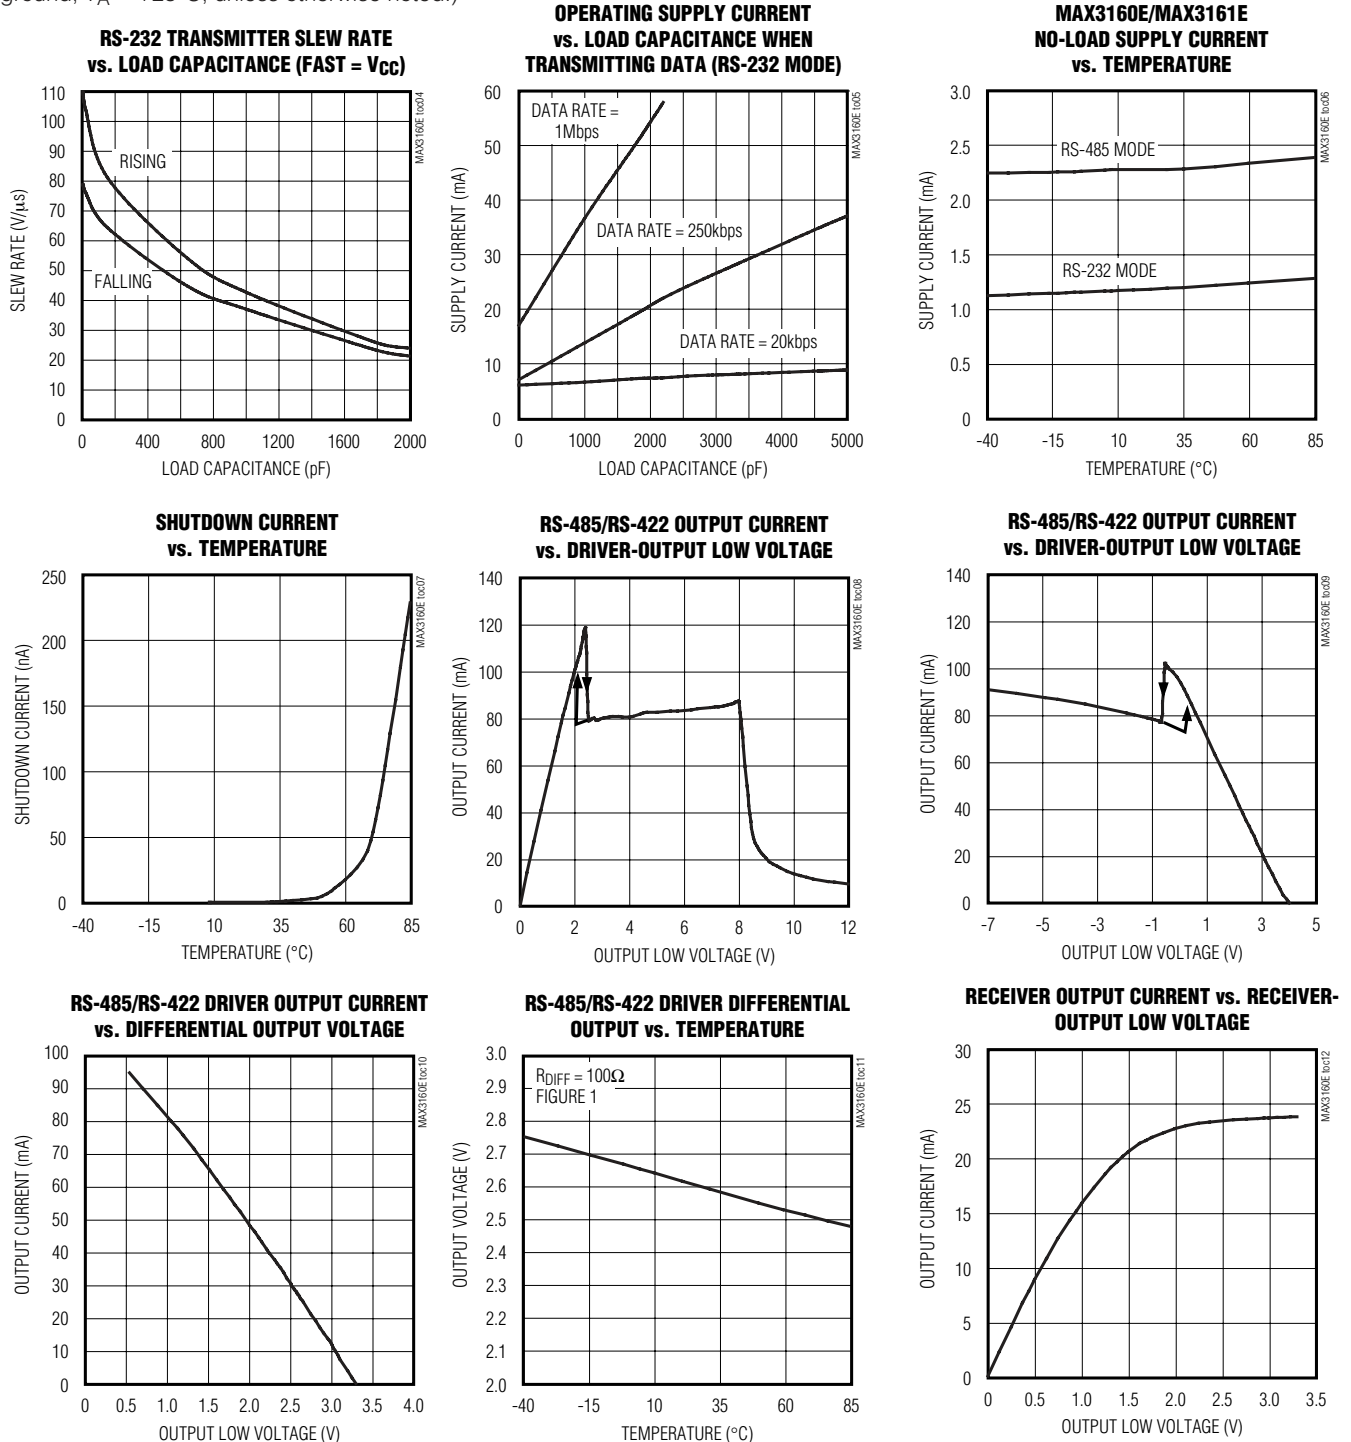 RS-232 TRANSMITTER SLEW RATE
vs. LOAD CAPACITANCE (FAST = VCC)
MAX3160E toc04
SLEW RATE (V/μs)
110
100
90
80
70
60
50
40
30
20
10
0
RISING
FALLING
0 400 800 1200 1600 2000
LOAD CAPACITANCE (pF)
OPERATING SUPPLY CURRENT
vs. LOAD CAPACITANCE WHEN
TRANSMITTING DATA (RS-232 MODE)
MAX3160E to05
SUPPLY CURRENT (mA)
60
50
40
30
20
10
0
DATA RATE =
1Mbps
DATA RATE = 250kbps
DATA RATE = 20kbps
0 1000 2000 3000 4000 5000
LOAD CAPACITANCE (pF)
MAX3160E/MAX3161E
NO-LOAD SUPPLY CURRENT
vs. TEMPERATURE
MAX3160E toc06
SUPPLY CURRENT (mA)
3.0
2.5
2.0
1.5
1.0
0.5
0
RS-485 MODE
RS-232 MODE
-40 -15 10 35 60 85
TEMPERATURE (°C)
SHUTDOWN CURRENT
vs. TEMPERATURE
MAX3160E toc07
SHUTDOWN CURRENT (nA)
250
200
150
100
50
0
-40 -15 10 35 60 85
TEMPERATURE (°C)
RS-485/RS-422 OUTPUT CURRENT
vs. DRIVER-OUTPUT LOW VOLTAGE
MAX3160E toc08
OUTPUT CURRENT (mA)
140
120
100
80
60
40
20
0
0 2 4 6 8 10 12
OUTPUT LOW VOLTAGE (V)
RS-485/RS-422 OUTPUT CURRENT
vs. DRIVER-OUTPUT LOW VOLTAGE
MAX3160E toc09
OUTPUT CURRENT (mA)
140
120
100
80
60
40
20
0
-7 -5 -3 -1 1 3 5
OUTPUT LOW VOLTAGE (V)
RS-485/RS-422 DRIVER OUTPUT CURRENT
vs. DIFFERENTIAL OUTPUT VOLTAGE
MAX3160E toc10
OUTPUT CURRENT (mA)
100
90
80
70
60
50
40
30
20
10
0
0 0.5 1.0 1.5 2.0 2.5 3.0 3.5 4.0
OUTPUT LOW VOLTAGE (V)
RS-485/RS-422 DRIVER DIFFERENTIAL
OUTPUT vs. TEMPERATURE
MAX3160E toc11
OUTPUT VOLTAGE (V)
3.0
2.9
2.8
2.7
2.6
2.5
2.4
2.3
2.2
2.1
2.0
RDIFF = 100Ω
FIGURE 1
-40 -15 10 35 60 85
TEMPERATURE (°C)
RECEIVER OUTPUT CURRENT vs. RECEIVER-
OUTPUT LOW VOLTAGE
MAX3160E toc12
OUTPUT CURRENT (mA)
30
25
20
15
10
5
0
0 0.5 1.0 1.5 2.0 2.5 3.0 3.5
OUTPUT LOW VOLTAGE (V)